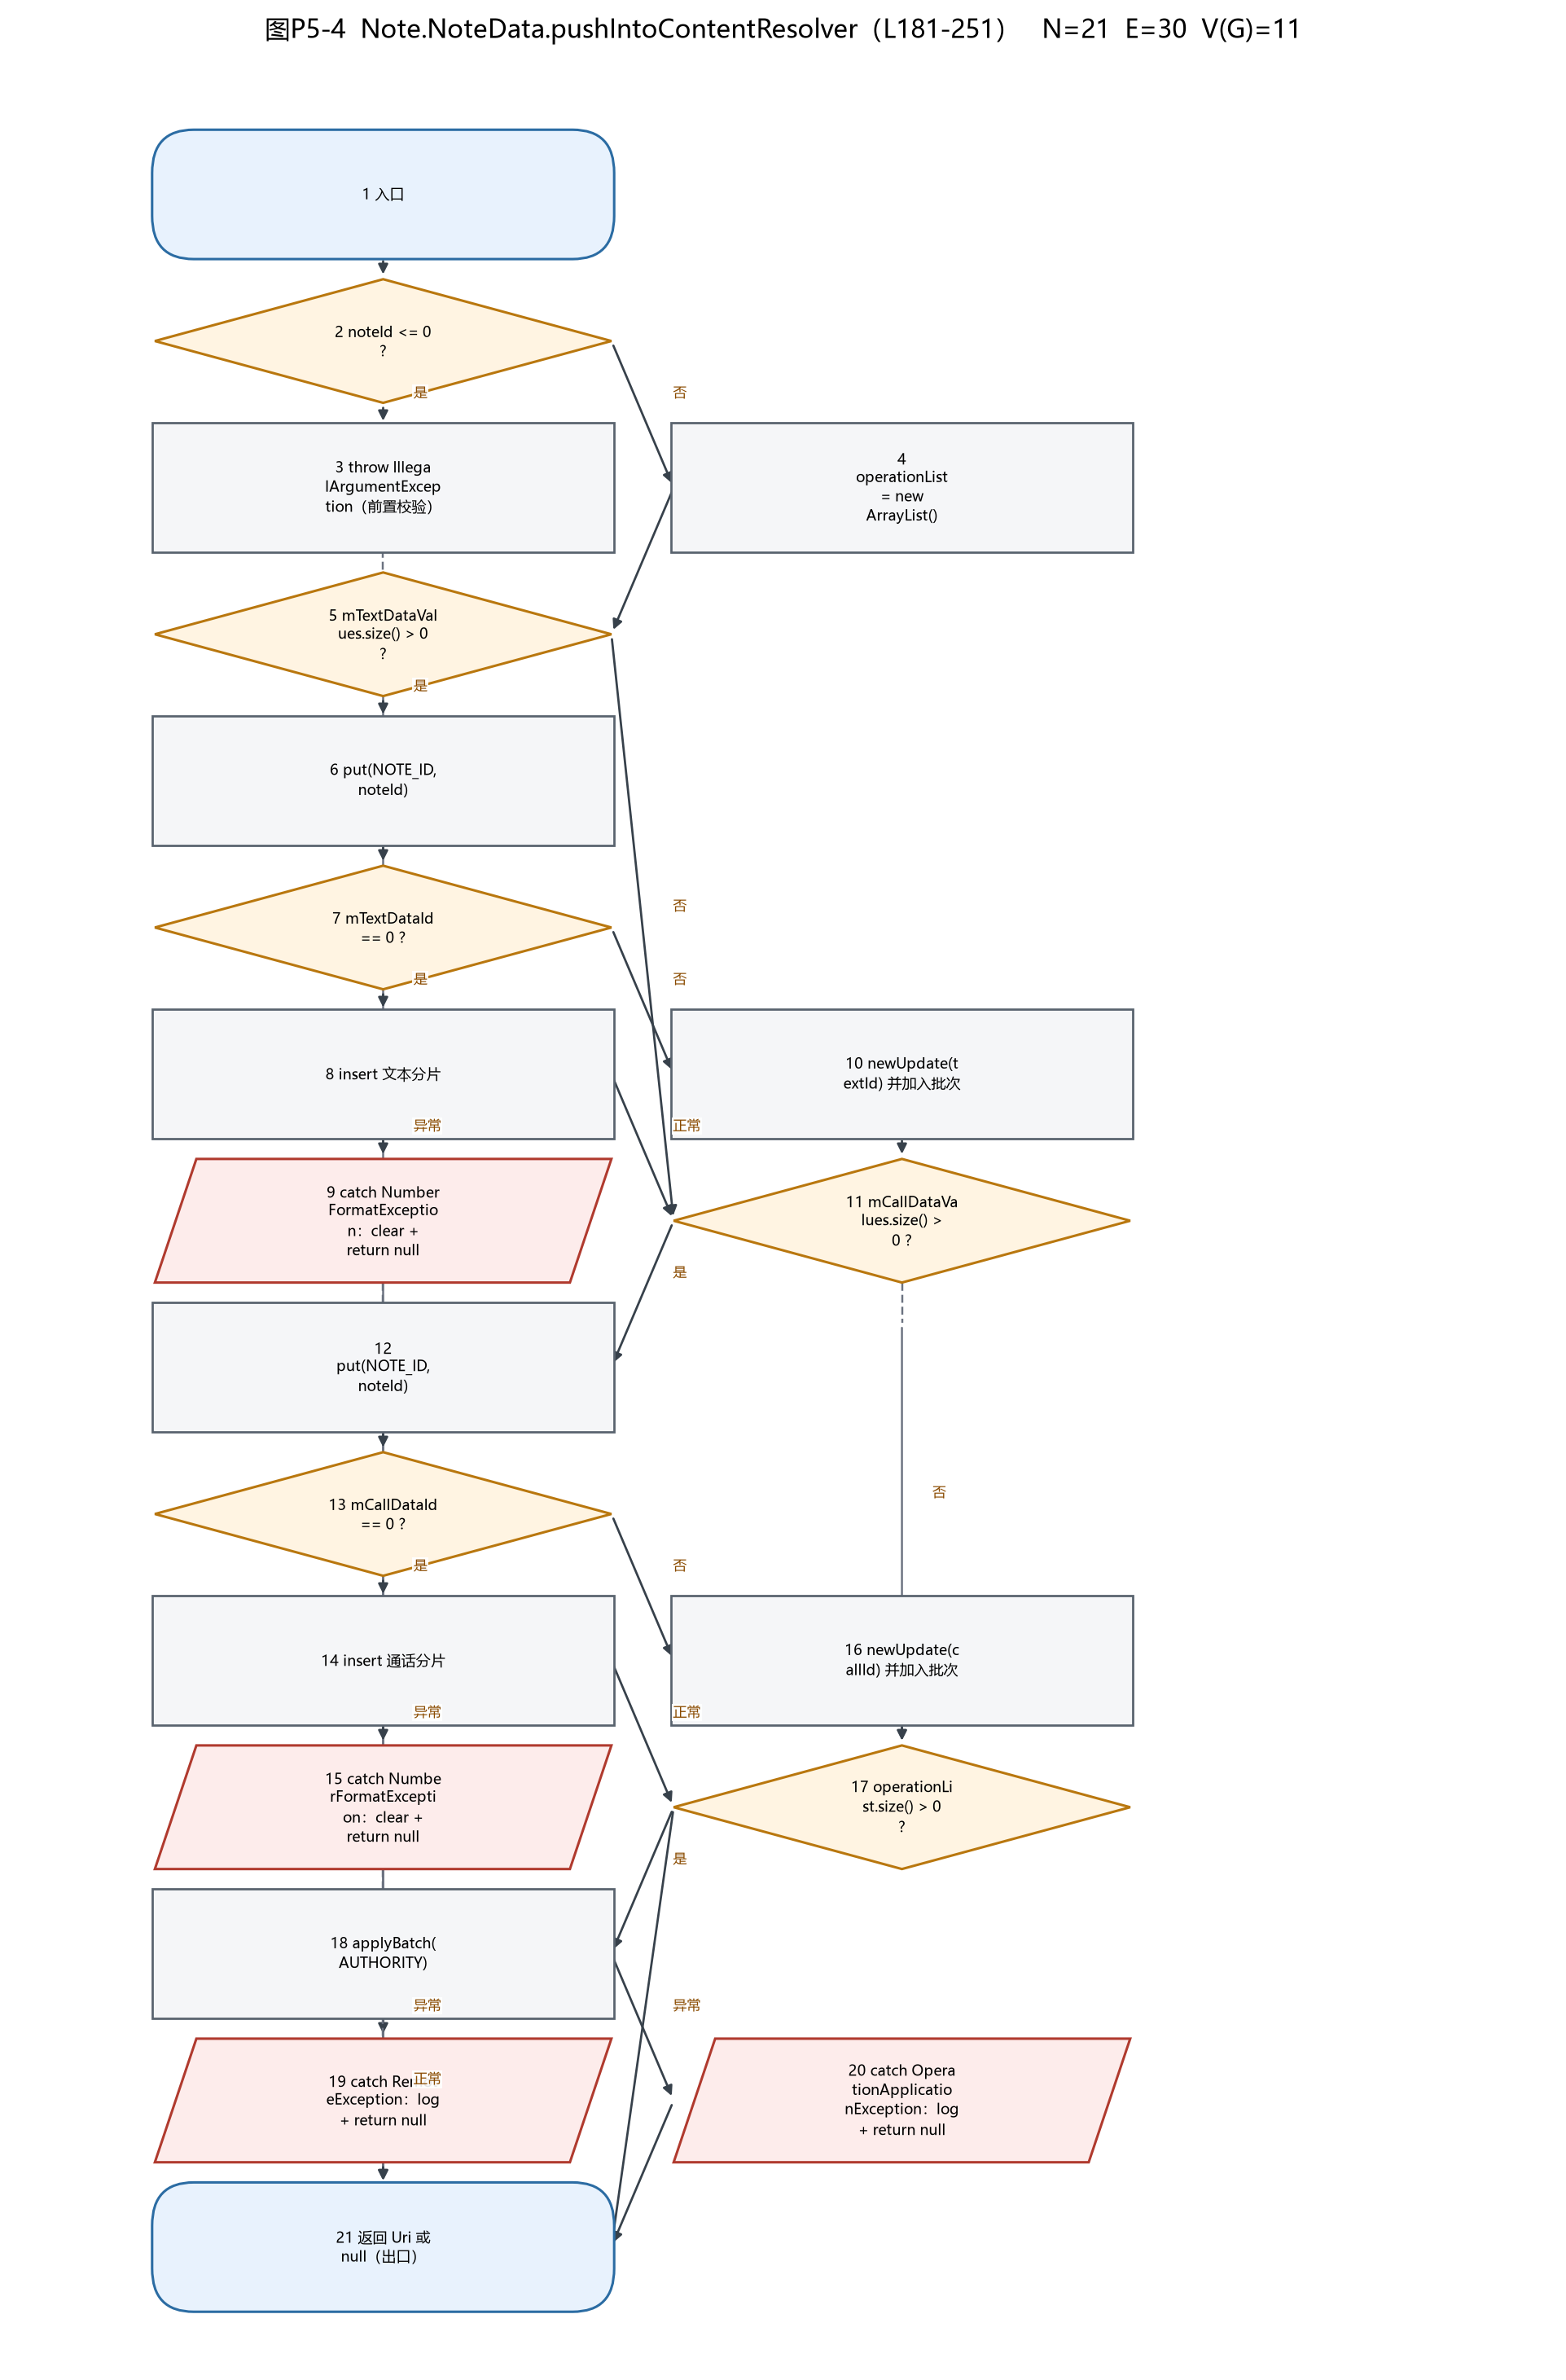 图P5-4  Note.NoteData.pushIntoContentResolver（L181-251）  N=21  E=30  V(G)=11
1 入口
2 noteId <= 0
?
是
否
3 throw Illega
lArgumentExcep
tion（前置校验）
4
operationList
= new
ArrayList()
5 mTextDataVal
ues.size() > 0
?
是
6 put(NOTE_ID,
noteId)
否
7 mTextDataId
== 0 ?
是
否
8 insert 文本分片
10 newUpdate(t
extId) 并加入批次
异常
正常
9 catch Number
FormatExceptio
n：clear +
return null
11 mCallDataVa
lues.size() >
0 ?
是
12
put(NOTE_ID,
noteId)
13 mCallDataId
== 0 ?
否
是
否
14 insert 通话分片
16 newUpdate(c
allId) 并加入批次
异常
正常
15 catch Numbe
rFormatExcepti
on：clear +
return null
17 operationLi
st.size() > 0
?
是
18 applyBatch(
AUTHORITY)
异常
异常
19 catch Re
正常
eException：log
+ return null
20 catch Opera
tionApplicatio
nException：log
+ return null
21 返回 Uri 或
null（出口）